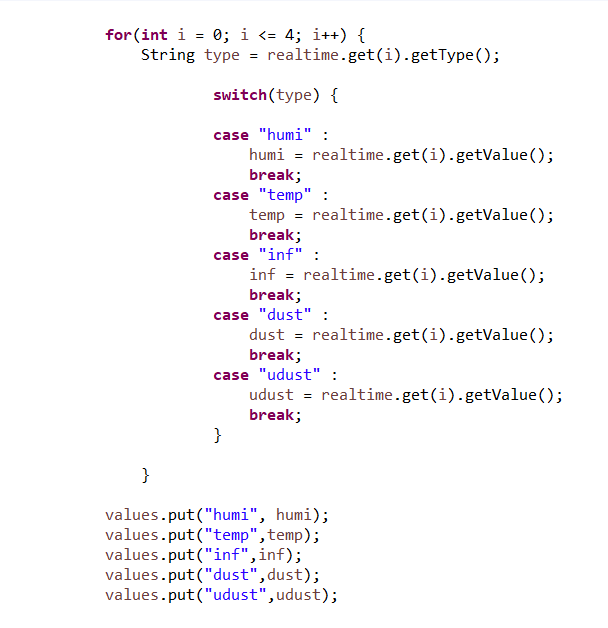 for(int i = 0; i <= 4; i++) {
String type = realtime.get(i).getType();
switch(type) {
case "humi" :
humi = realtime.get(i).getValue();
break;
case "temp" :
temp = realtime.get(i).getValue();
break;
case "inf" :
inf = realtime.get(i).getValue();
break;
case "dust" :
dust = realtime.get(i).getValue();
break;
case "udust" :
udust = realtime.get(i).getValue();
break;
}
}
values.put("humi", humi);
values.put("temp",temp);
values.put("inf",inf);
values.put("dust",dust);
values.put("udust",udust);